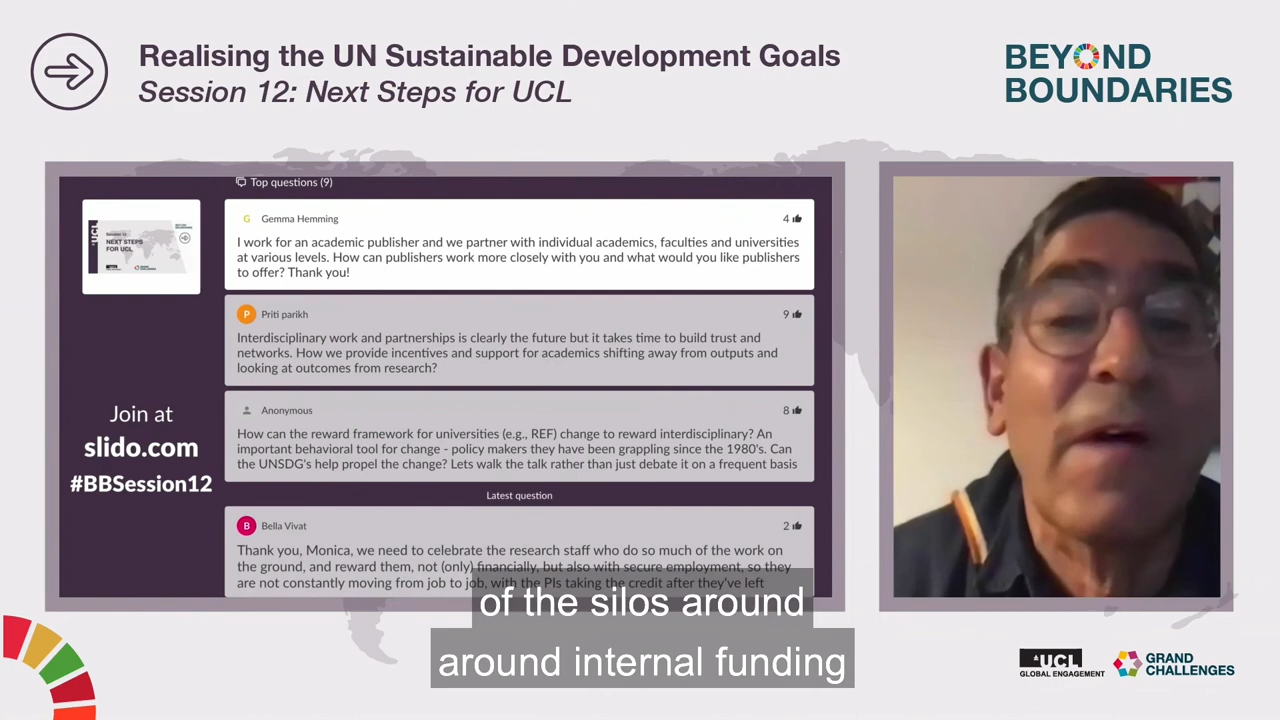 Realising the UN Sustainable Development Goals
Session 12: Next Steps for UCL
BEYOND
BOUNDARIES
Top questions (9)
UCL
NEXT STEPS
FOR UCL
Join at
slido.com
#BBSession12
G Gemma Hemming 4
I work for an academic publisher and we partner with individual academics, faculties and universities
at various levels. How can publishers work more closely with you and what would you like publishers
to offer? Thank you!
P Priti parikh 9
Interdisciplinary work and partnerships is clearly the future but it takes time to build trust and
networks. How we provide incentives and support for academics shifting away from outputs and
looking at outcomes from research?
Anonymous 8
How can the reward framework for universities (e.g., REF) change to reward interdisciplinary? An
important behavioral tool for change - policy makers they have been grappling since the 1980's. Can
the UNSDG's help propel the change? Lets walk the talk rather than just debate it on a frequent basis
Latest question
B Bella Vivat 2
Thank you, Monica, we need to celebrate the research staff who do so much of the work on
the ground, and reward them, not (only) financially, but also with secure employment, so they
are not constantly moving from job to job, with the PIs taking the credit after they've left
of the silos around
around internal funding
UCL
GLOBAL ENGAGEMENT
GRAND
CHALLENGES